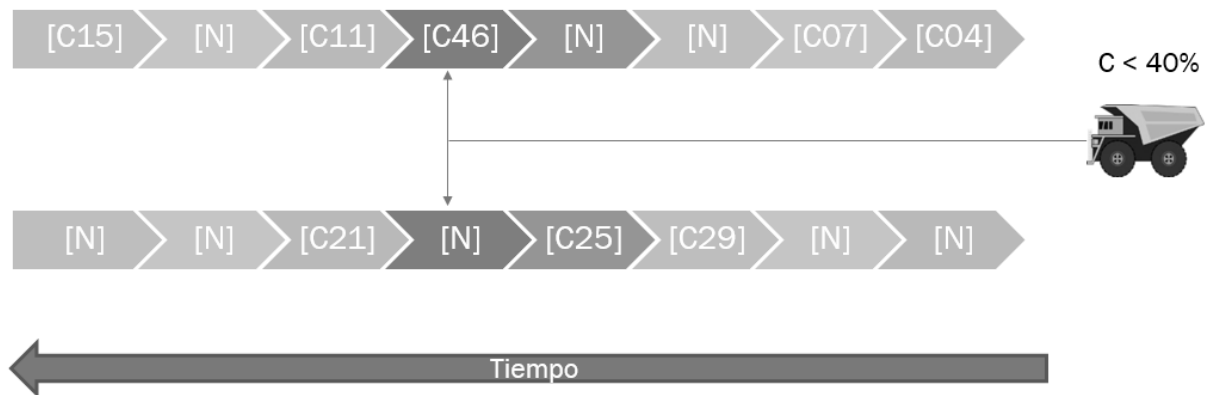 [C15] [N] [C11] [C46] [N] [N] [C07] [C04]
C < 40%
[N] [N] [C21] [N] [C25] [C29] [N] [N]
Tiempo